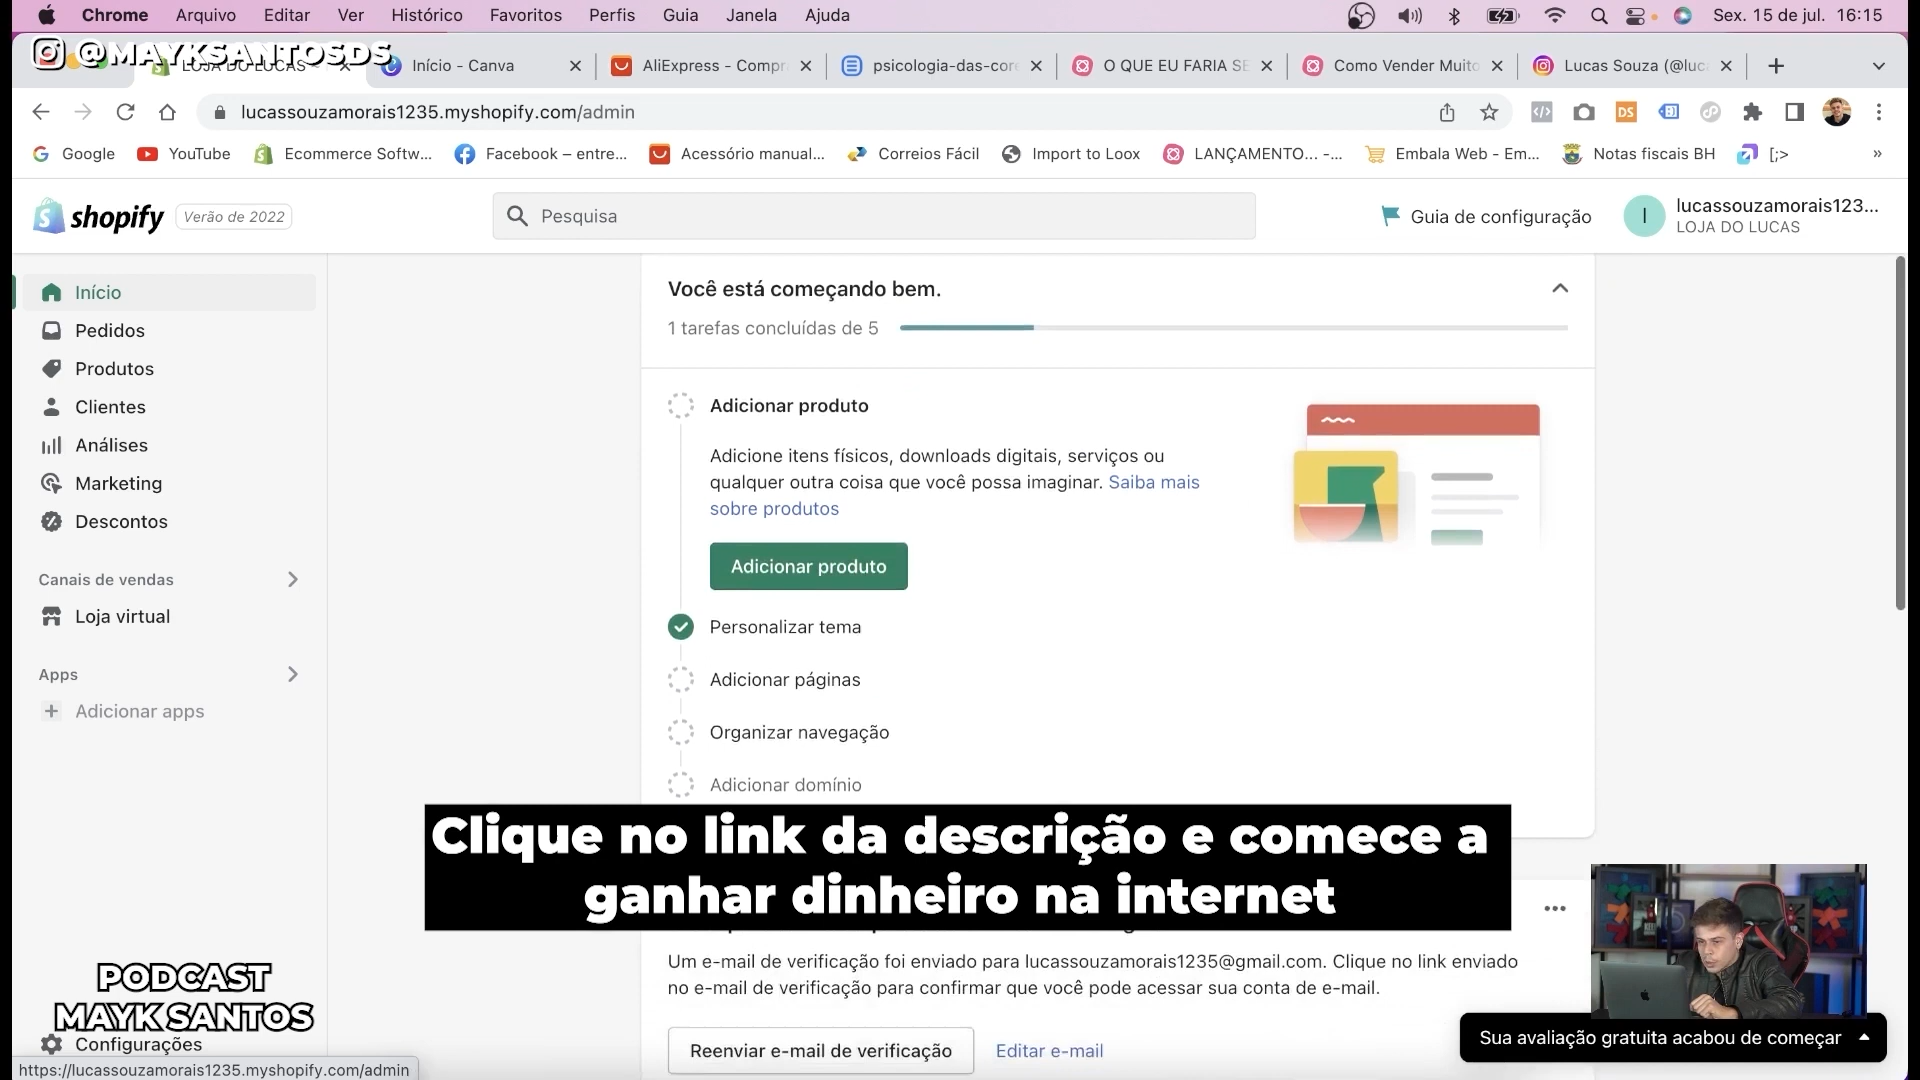 Chrome Arquivo Editar Ver Histórico Favoritos Perfis Guia Janela Ajuda Sex. 15 de jul. 16:15
@MAYKSANTOSDS
LOJA DO LUCAS Início - Canva AliExpress - Compr psicologia-das-core O QUE EU FARIA SE Como Vender Muito Lucas Souza (@luc
lucassouzamorais1235.myshopify.com/admin
Google YouTube Ecommerce Softw... Facebook – entre... Acessório manual... Correios Fácil Import to Loox LANÇAMENTO... -... Embala Web - Em... Notas fiscais BH [;> »
shopify Verão de 2022 Pesquisa Guia de configuração I lucassouzamorais123...
LOJA DO LUCAS
Início
Pedidos
Produtos
Clientes
Análises
Marketing
Descontos
Canais de vendas
Loja virtual
Apps
Adicionar apps
Você está começando bem.
1 tarefas concluídas de 5
Adicionar produto
Adicione itens físicos, downloads digitais, serviços ou
qualquer outra coisa que você possa imaginar. Saiba mais
sobre produtos
Adicionar produto
Personalizar tema
Adicionar páginas
Organizar navegação
Adicionar domínio
Clique no link da descrição e comece a
ganhar dinheiro na internet
Um e-mail de verificação foi enviado para lucassouzamorais1235@gmail.com. Clique no link enviado
no e-mail de verificação para confirmar que você pode acessar sua conta de e-mail.
Reenviar e-mail de verificação Editar e-mail
PODCAST
MAYK SANTOS
Configurações
Sua avaliação gratuita acabou de começar
https://lucassouzamorais1235.myshopify.com/admin